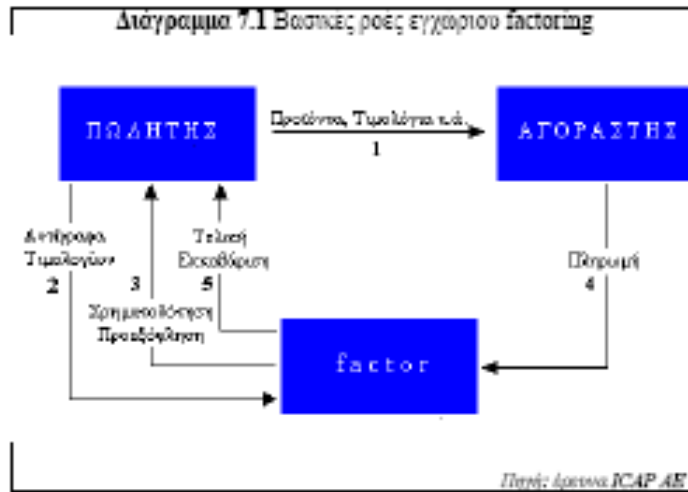 Διάγραμμα 7.1 Βασικές ροές εγχώριου factoring
ΠΩΛΗΤΗΣ
Προϊόντα, Τιμολόγια κ.ά.
1
ΑΓΟΡΑΣΤΗΣ
Αντίγραφα
Τιμολογίων
2
3
Χρηματοδότηση
Προεξόφληση
Τελική
Εκκαθάριση
5
Πληρωμή
4
factor
Πηγή: έρευνα ICAP AE